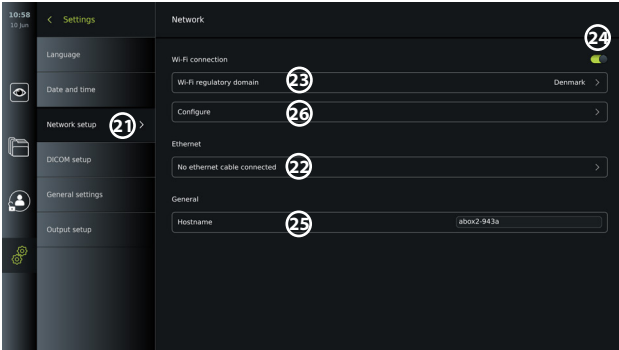 10:58
10 Jun
Settings
Network
24
Language
Wi-Fi connection
Date and time
Wi-Fi regulatory domain
23
Denmark
Network setup
21
Configure
26
DICOM setup
Ethernet
No ethernet cable connected
22
General settings
General
Output setup
Hostname
25
abox2-943a